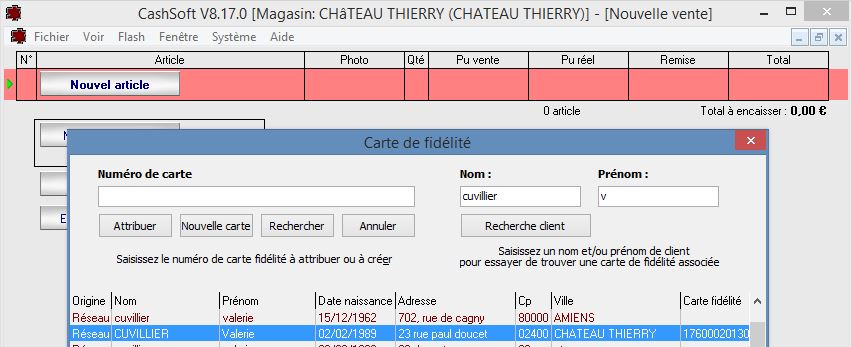 CashSoft V8.17.0 [Magasin: CHâTEAU THIERRY (CHATEAU THIERRY)] - [Nouvelle vente]
Fichier Voir Flash Fenêtre Système Aide
N° Article Photo Qté Pu vente Pu réel Remise Total
Nouvel article
0 article Total à encaisser : 0,00 €
Carte de fidélité
Numéro de carte Nom : Prénom :
cuvillier v
Attribuer Nouvelle carte Rechercher Annuler Recherche client
Saisissez le numéro de carte fidélité à attribuer ou à créer
Saisissez un nom et/ou prénom de client
pour essayer de trouver une carte de fidélité associée
Origine Nom Prénom Date naissance Adresse Cp Ville Carte fidélité
Réseau cuvillier valerie 15/12/1962 702, rue de cagny 80000 AMIENS
Réseau CUVILLIER Valerie 02/02/1989 23 rue paul doucet 02400 CHATEAU THIERRY 17600020130